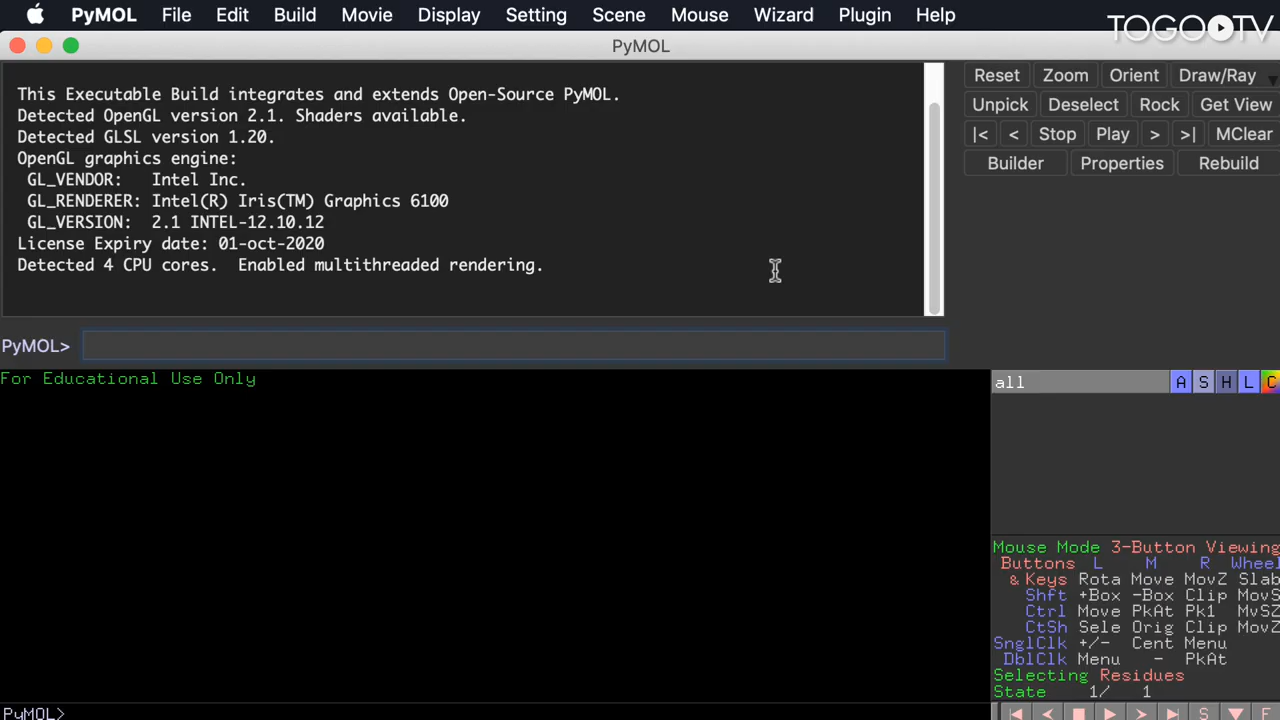 PyMOL File Edit Build Movie Display Setting Scene Mouse Wizard Plugin Help
TOGO TV
PyMOL
This Executable Build integrates and extends Open-Source PyMOL.
Detected OpenGL version 2.1. Shaders available.
Detected GLSL version 1.20.
OpenGL graphics engine:
GL_VENDOR: Intel Inc.
GL_RENDERER: Intel(R) Iris(TM) Graphics 6100
GL_VERSION: 2.1 INTEL-12.10.12
License Expiry date: 01-oct-2020
Detected 4 CPU cores. Enabled multithreaded rendering.
Reset Zoom Orient Draw/Ray
Unpick Deselect Rock Get View
|< < Stop Play > >| MClear
Builder Properties Rebuild
PyMOL>
For Educational Use Only
all A S H L C
Mouse Mode 3-Button Viewing
Buttons L M R Wheel
& Keys Rota Move MovZ Slab
Shft +Box -Box Clip MovS
Ctrl Move PkAt Pk1 MvSZ
CtSh Sele Orig Clip MovZ
SnglClk +/- Cent Menu
DblClk Menu - PkAt
Selecting Residues
State 1/ 1
S F
PyMOL>